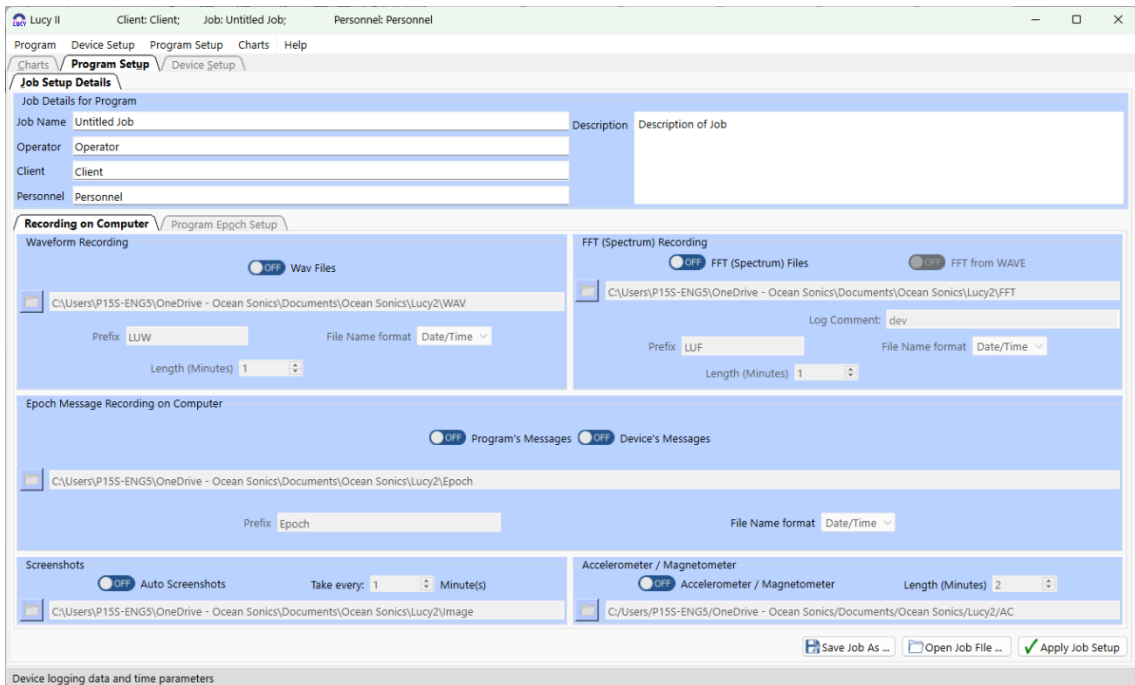 LUCY Lucy II Client: Client; Job: Untitled Job; Personnel: Personnel
Program Device Setup Program Setup Charts Help
Charts Program Setup Device Setup
Job Setup Details
Job Details for Program
Job Name Untitled Job
Operator Operator
Client Client
Personnel Personnel
Description Description of Job
Recording on Computer Program Epoch Setup
Waveform Recording
OFF Wav Files
C:\Users\P15S-ENG5\OneDrive - Ocean Sonics\Documents\Ocean Sonics\Lucy2\WAV
Prefix LUW File Name format Date/Time
Length (Minutes) 1
FFT (Spectrum) Recording
OFF FFT (Spectrum) Files OFF FFT from WAVE
C:\Users\P15S-ENG5\OneDrive - Ocean Sonics\Documents\Ocean Sonics\Lucy2\FFT
Log Comment: dev
Prefix LUF File Name format Date/Time
Length (Minutes) 1
Epoch Message Recording on Computer
OFF Program's Messages OFF Device's Messages
C:\Users\P15S-ENG5\OneDrive - Ocean Sonics\Documents\Ocean Sonics\Lucy2\Epoch
Prefix Epoch File Name format Date/Time
Screenshots
OFF Auto Screenshots Take every: 1 Minute(s)
C:\Users\P15S-ENG5\OneDrive - Ocean Sonics\Documents\Ocean Sonics\Lucy2\Image
Accelerometer / Magnetometer
OFF Accelerometer / Magnetometer Length (Minutes) 2
C:/Users/P15S-ENG5/OneDrive - Ocean Sonics/Documents/Ocean Sonics/Lucy2/AC
Save Job As ... Open Job FIle ... Apply Job Setup
Device logging data and time parameters